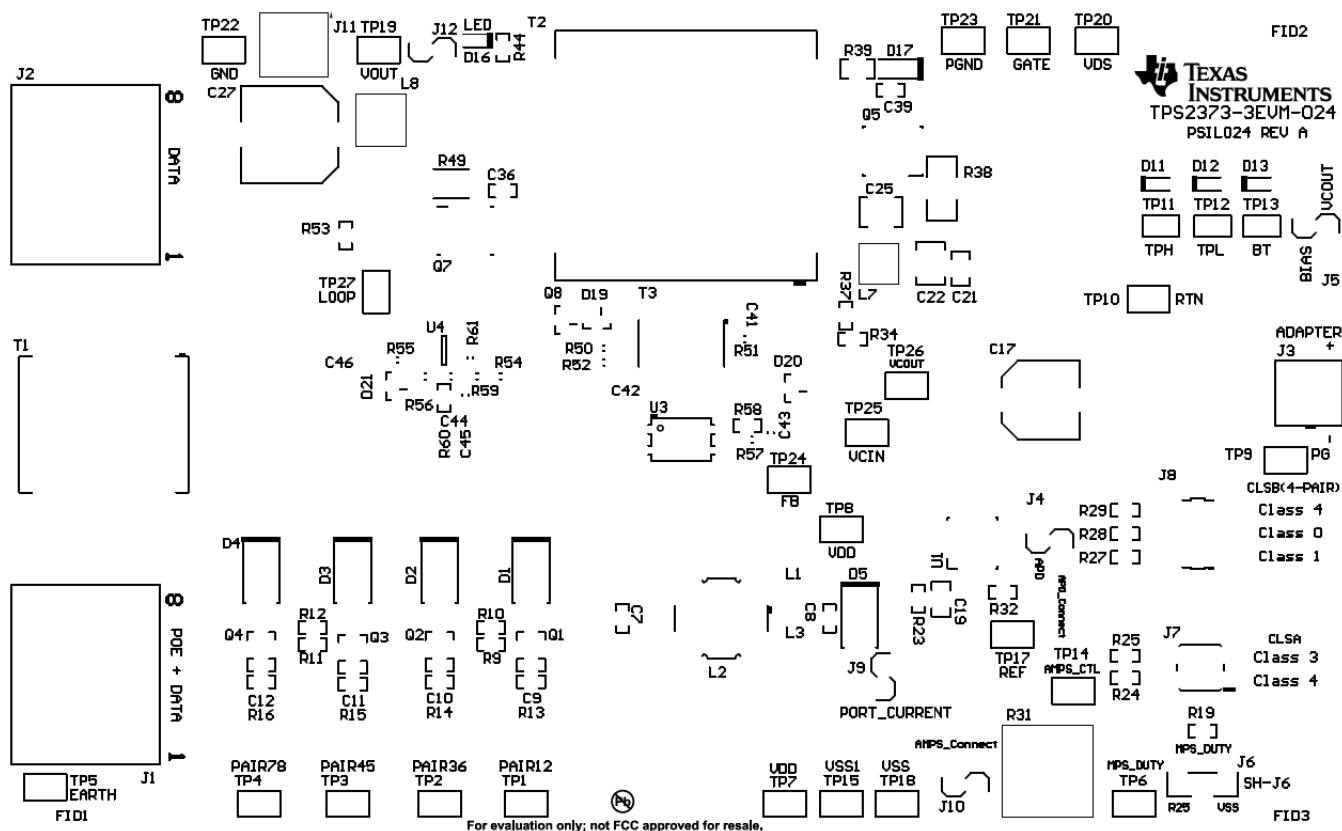 TP22
GND
J11
TP19
VOUT
J12
LED
D16
R44
T2
R39
D17
C39
Q5
TP23
PGND
TP21
GATE
TP20
VDS
FID2
J2
8
DATA
1
C27
L8
TEXAS
INSTRUMENTS
TPS2373-3EVM-024
PSIL024 REV A
R49
C36
R53
Q7
TP27
LOOP
C25
R38
L7
C22
C21
D11
D12
D13
TP11
TP12
TP13
TPH
TPL
BT
VCOUT
BIAS
J5
TP10
RTN
T1
C46
R55
D21
U4
R61
R54
R59
R56
C44
R60
C45
Q8
D19
T3
R50
R52
C42
C41
R51
U3
D20
R58
C43
R57
R37
R34
TP26
VCOUT
TP25
VCIN
TP24
FB
C17
ADAPTER
+
J3
-
TP9
PG
TP8
VDD
J4
APD
APD_Connect
U1
J8
CLSB(4-PAIR)
R29
Class 4
R28
Class 0
R27
Class 1
D4
D3
D2
D1
Q4
R12
R11
Q3
Q2
R10
R9
Q1
C12
R16
C11
R15
C10
R14
C9
R13
C7
L1
L3
L2
C8
D5
R23
C19
R32
TP17
REF
J9
PORT_CURRENT
TP14
AMPS_CTL
R25
R24
J7
CLSA
Class 3
Class 4
8
POE + DATA
1
J1
TP5
EARTH
FID1
PAIR78
TP4
PAIR45
TP3
PAIR36
TP2
PAIR12
TP1
Pb
VDD
TP7
VSS1
TP15
VSS
TP18
AMPS_Connect
J10
R31
R19
MPS_DUTY
MPS_DUTY
TP6
J6
SH-J6
R25
VSS
FID3
For evaluation only; not FCC approved for resale.